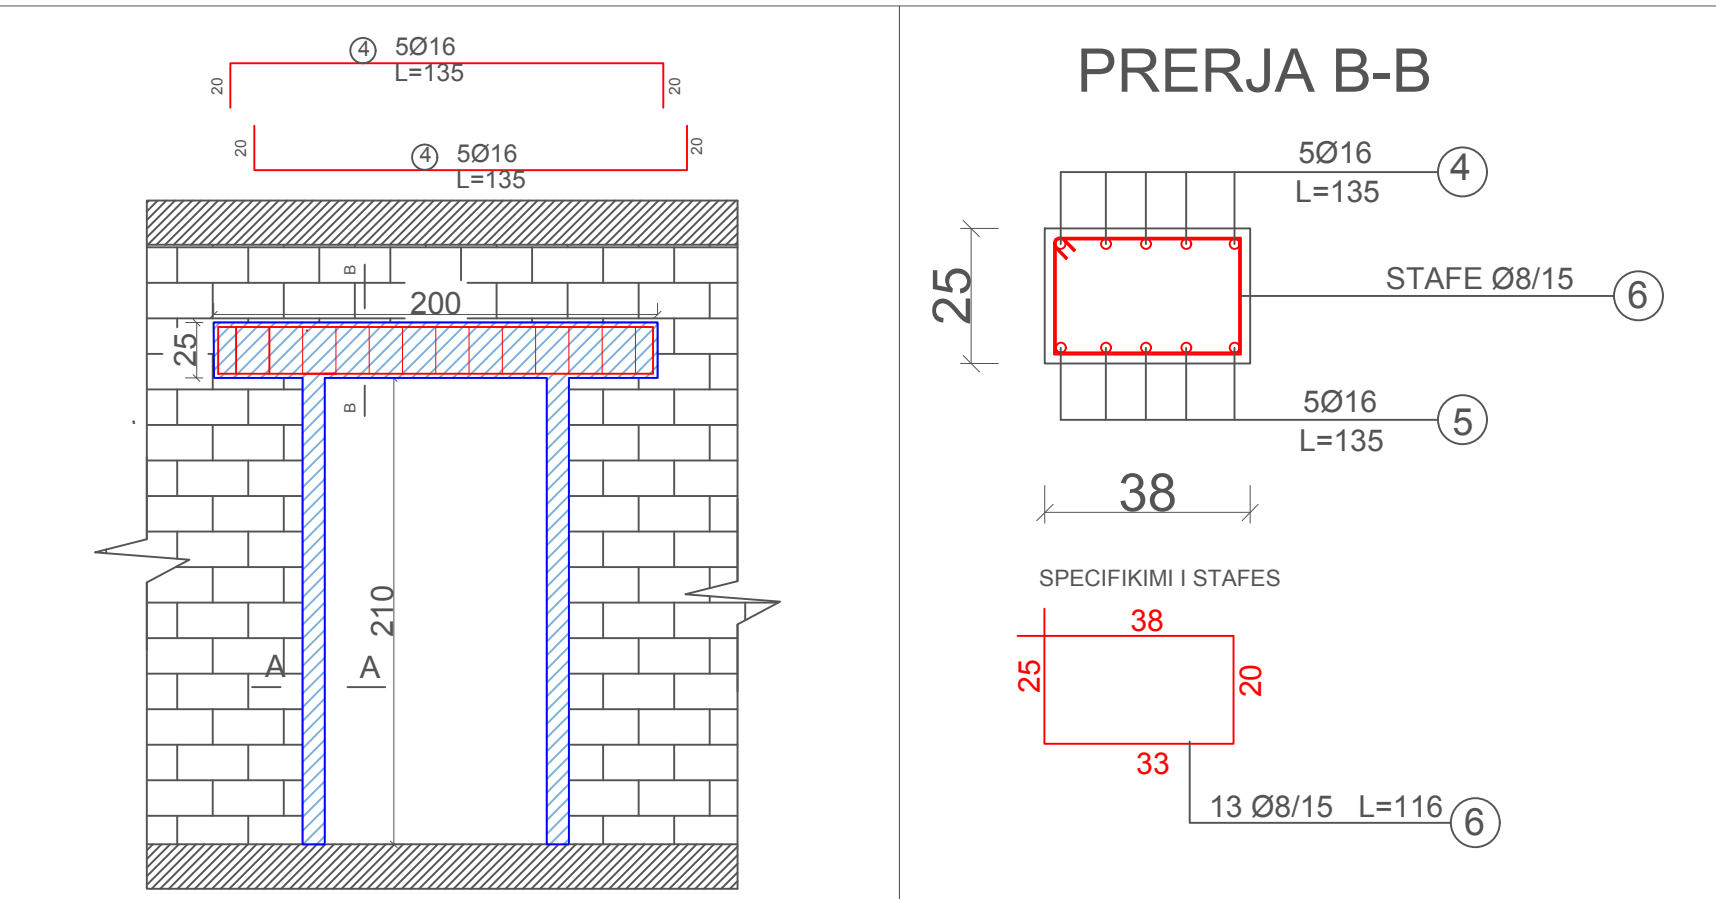 4 5Ø16
L=135
20
20
20
4 5Ø16
20
L=135
B
200
25
B
210
A A
PRERJA B-B
5Ø16
4
L=135
25
STAFE Ø8/15
6
5Ø16
5
L=135
38
SPECIFIKIMI I STAFES
38
25
20
33
13 Ø8/15 L=116
6